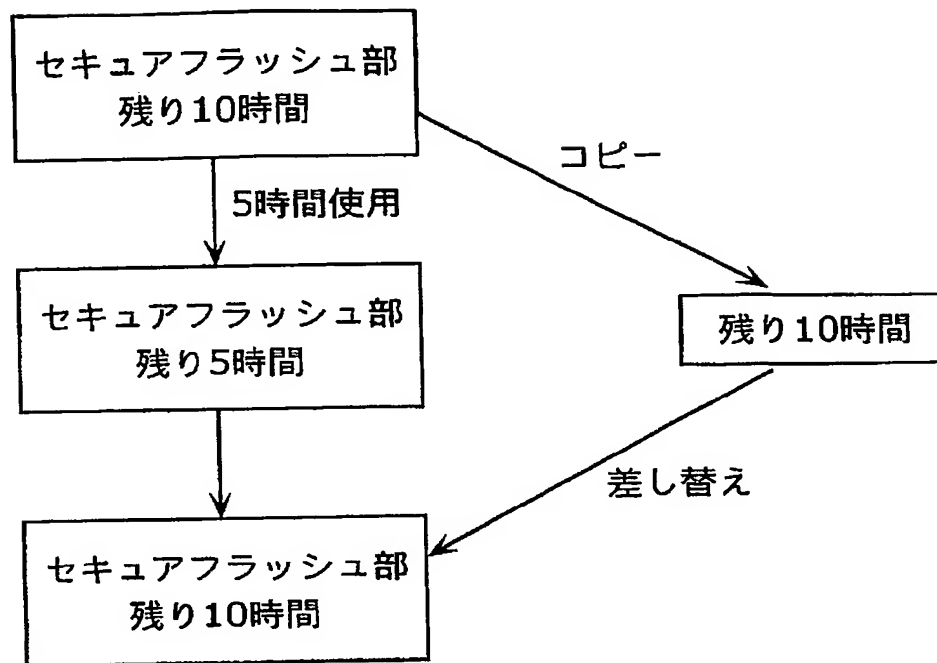 セキュアフラッシュ部
残り10時間
コピー
5時間使用
セキュアフラッシュ部
残り5時間
残り10時間
差し替え
セキュアフラッシュ部
残り10時間